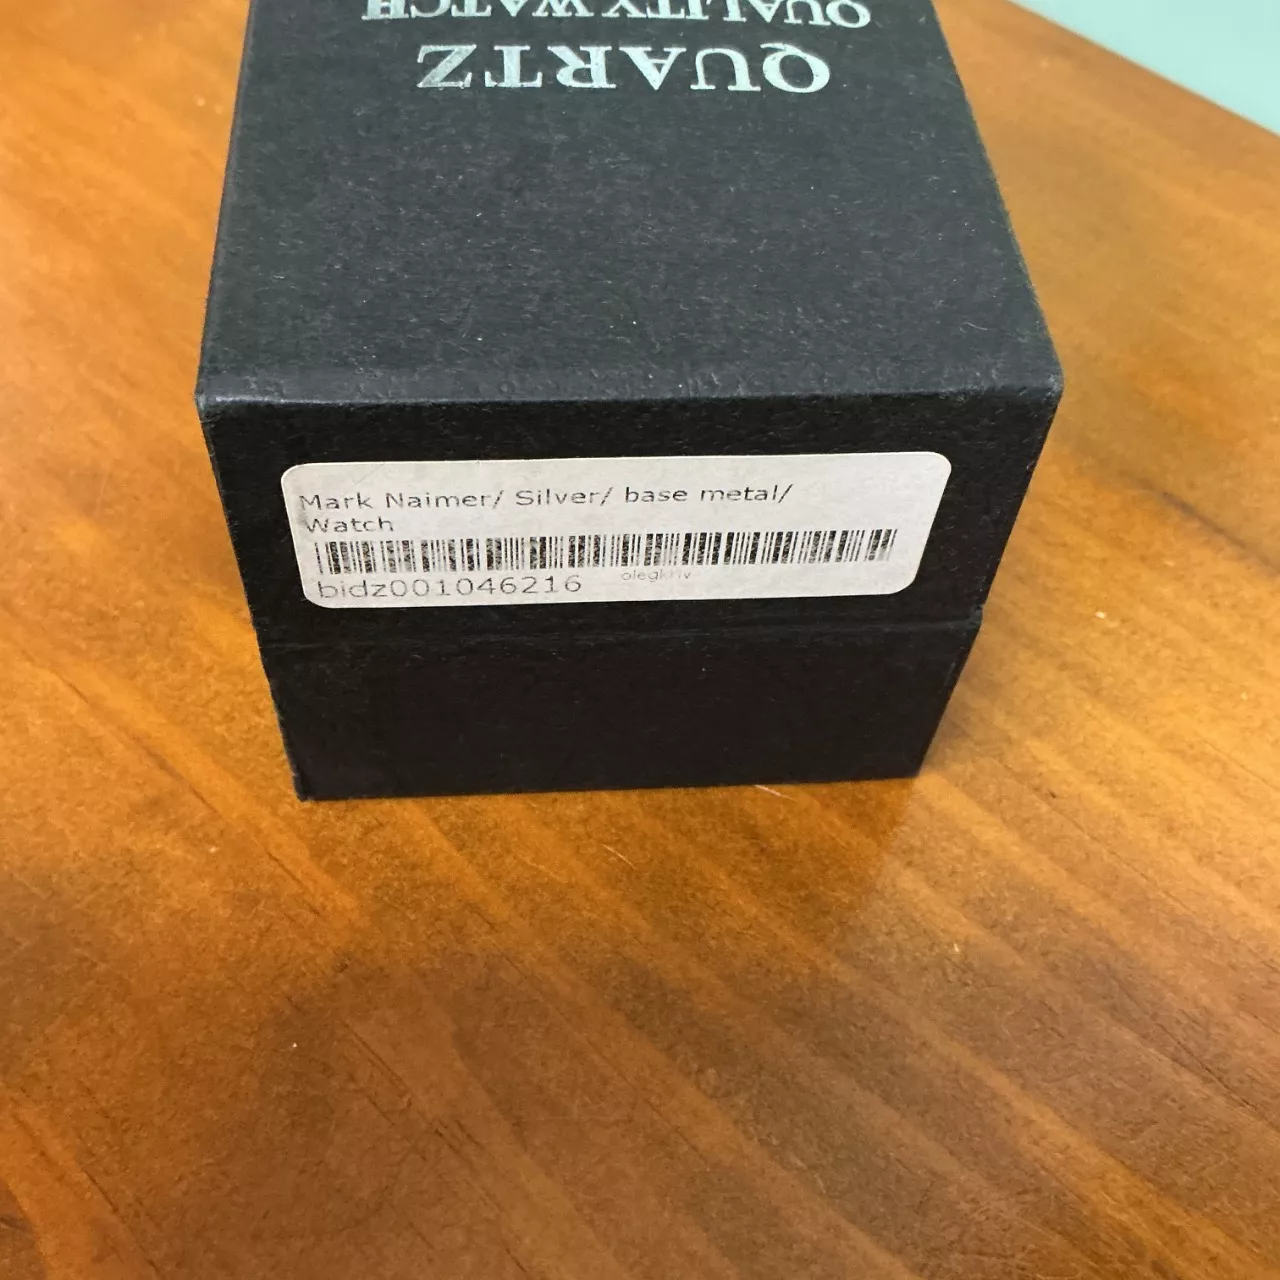 QUALITY WATCH
QUARTZ
Mark Naimer/ Silver/ base metal/
Watch
bidz001046216